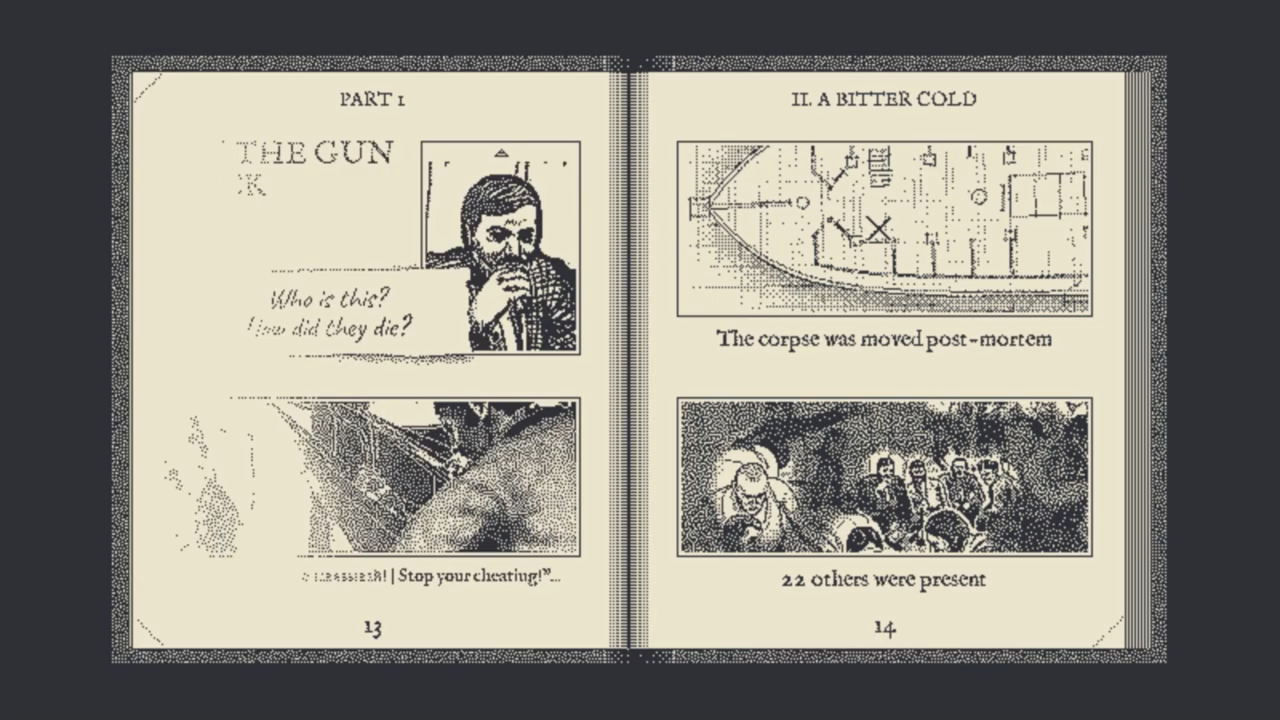 PART 1
THE GUN
Who is this?
How did they die?
| Stop your cheating!”...
13
II. A BITTER COLD
The corpse was moved post-mortem
22 others were present
14